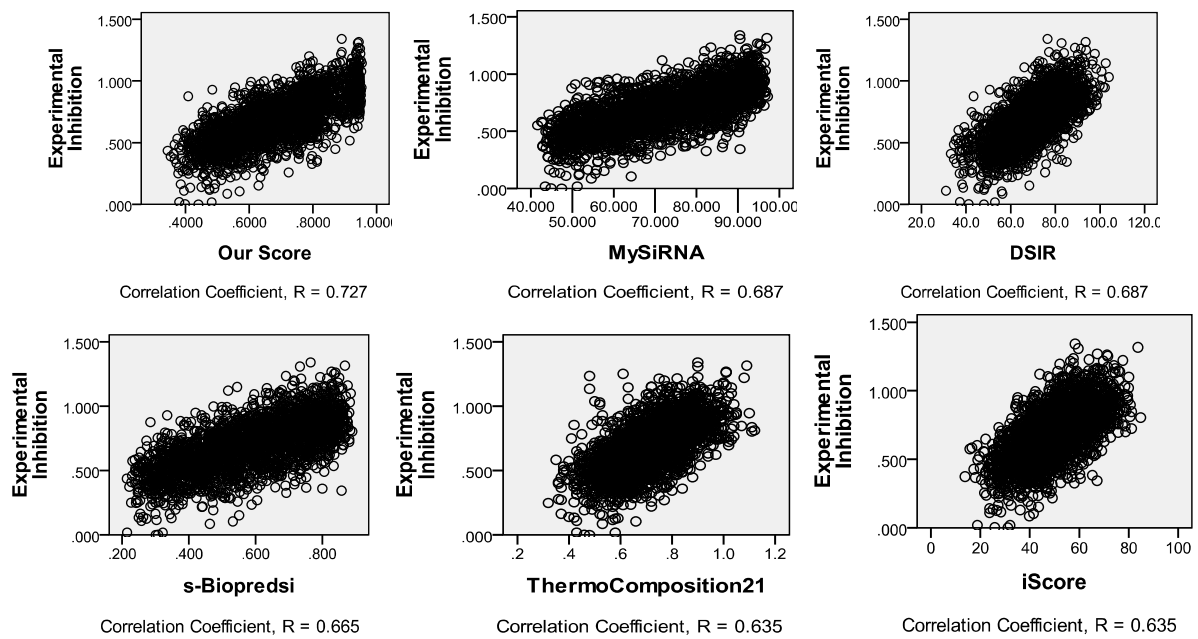 Experimental
Inhibition
1.500
1.000
.500
.000
.4000
.6000
.8000
1.000
Our Score
Correlation Coefficient, R = 0.727
Experimental
Inhibition
1.500
1.000
.500
.000
40.000
60.000
80.000
100.00
50.000
70.000
90.000
MySiRNA
Correlation Coefficient, R = 0.687
Experimental
Inhibition
1.500
1.000
.500
.000
20.0
40.0
60.0
80.0
100.0
120.0
DSIR
Correlation Coefficient, R = 0.687
Experimental
Inhibition
1.500
1.000
.500
.000
.200
.400
.600
.800
s-Biopredsi
Correlation Coefficient, R = 0.665
Experimental
Inhibition
1.500
1.000
.500
.000
.2
.4
.6
.8
1.0
1.2
ThermoComposition21
Correlation Coefficient, R = 0.635
Experimental
Inhibition
1.500
1.000
.500
.000
0
20
40
60
80
100
iScore
Correlation Coefficient, R = 0.635